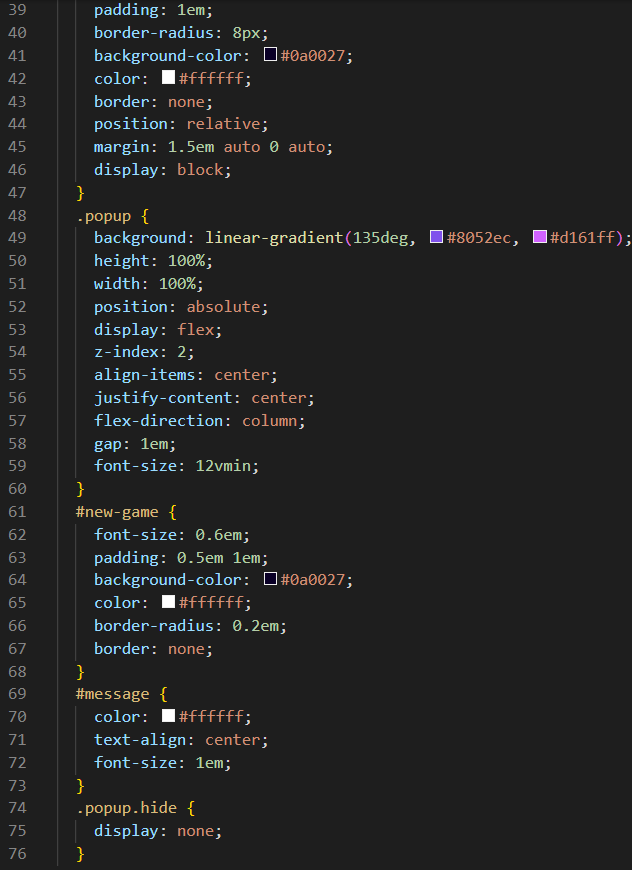 39 padding: 1em;
40 border-radius: 8px;
41 background-color: #0a0027;
42 color: #ffffff;
43 border: none;
44 position: relative;
45 margin: 1.5em auto 0 auto;
46 display: block;
47 }
48 .popup {
49 background: linear-gradient(135deg, #8052ec, #d161ff);
50 height: 100%;
51 width: 100%;
52 position: absolute;
53 display: flex;
54 z-index: 2;
55 align-items: center;
56 justify-content: center;
57 flex-direction: column;
58 gap: 1em;
59 font-size: 12vmin;
60 }
61 #new-game {
62 font-size: 0.6em;
63 padding: 0.5em 1em;
64 background-color: #0a0027;
65 color: #ffffff;
66 border-radius: 0.2em;
67 border: none;
68 }
69 #message {
70 color: #ffffff;
71 text-align: center;
72 font-size: 1em;
73 }
74 .popup.hide {
75 display: none;
76 }